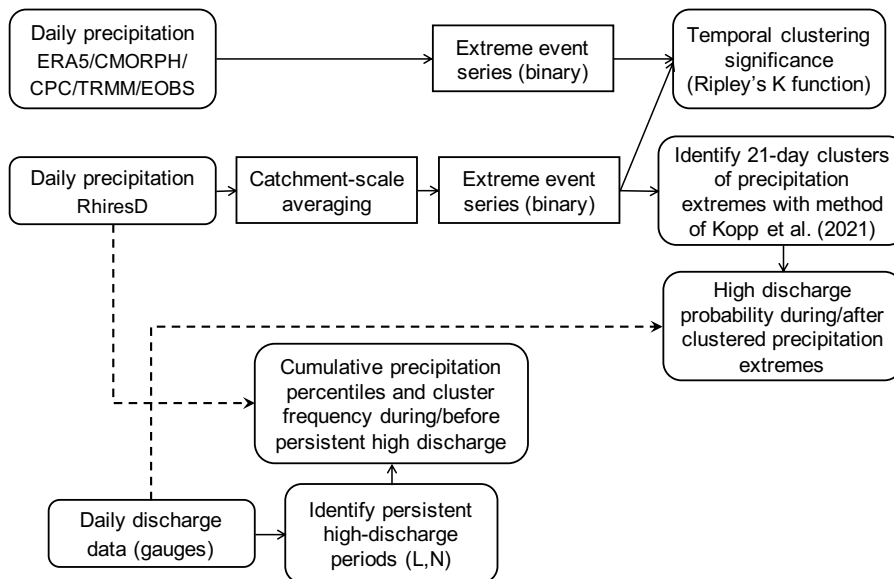 Daily precipitation
ERA5/CMORPH/
CPC/TRMM/EOBS
Extreme event
series (binary)
Temporal clustering
significance
(Ripley's K function)
Daily precipitation
RhiresD
Catchment-scale
averaging
Extreme event
series (binary)
Identify 21-day clusters
of precipitation
extremes with method
of Kopp et al. (2021)
High discharge
probability during/after
clustered precipitation
extremes
Cumulative precipitation
percentiles and cluster
frequency during/before
persistent high discharge
Daily discharge
data (gauges)
Identify persistent
high-discharge
periods (L,N)